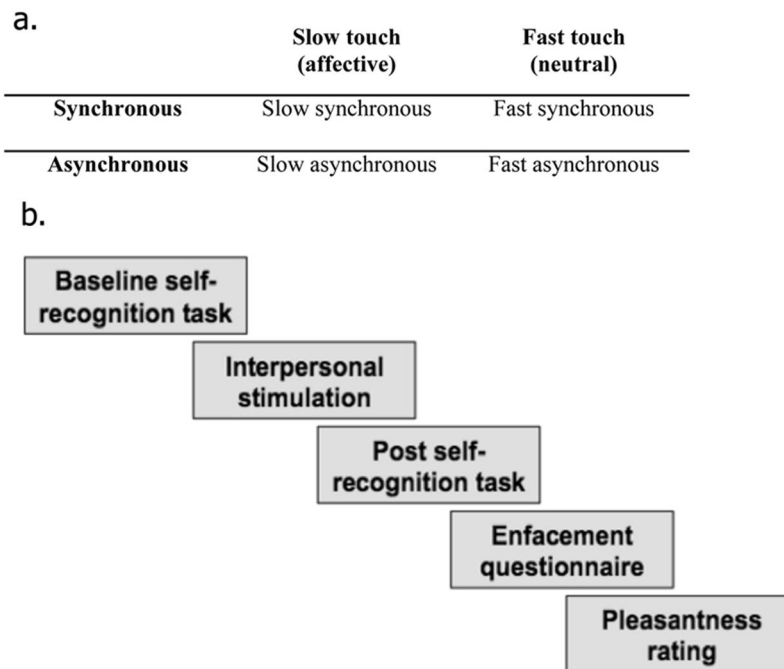 a.
Slow touch Fast touch
(affective) (neutral)
Synchronous Slow synchronous Fast synchronous
Asynchronous Slow asynchronous Fast asynchronous
b.
Baseline self-
recognition task
Interpersonal
stimulation
Post self-
recognition task
Enfacement
questionnaire
Pleasantness
rating